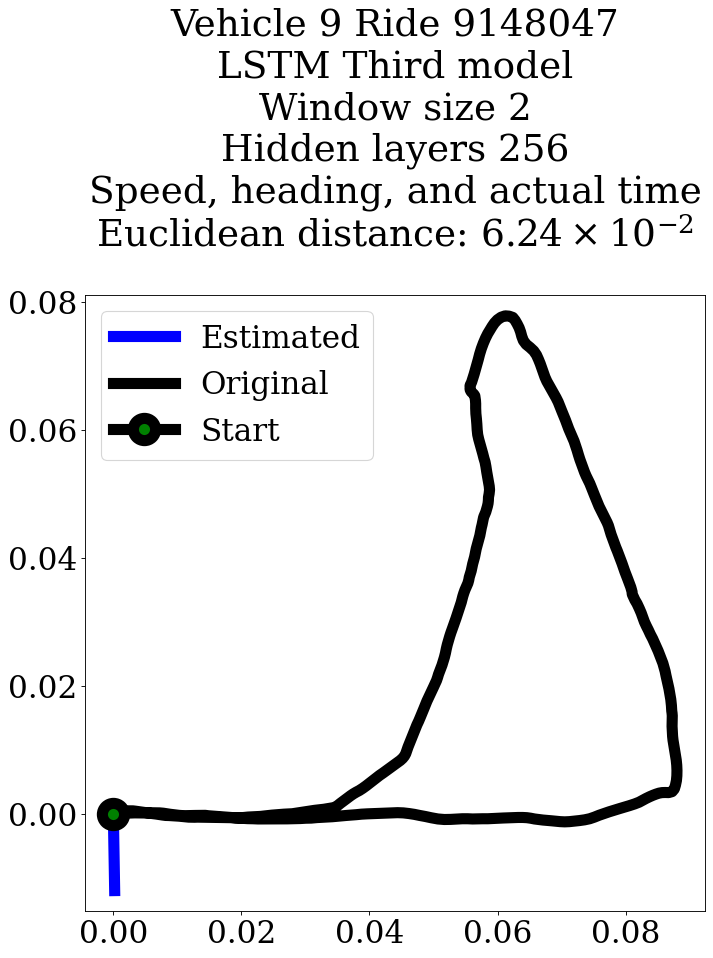 Vehicle 9 Ride 9148047
LSTM Third model
Window size 2
Hidden layers 256
Speed, heading, and actual time
Euclidean distance: 6.24 × 10⁻²
0.08
0.06
0.04
0.02
0.00
Estimated
Original
Start
0.00 0.02 0.04 0.06 0.08